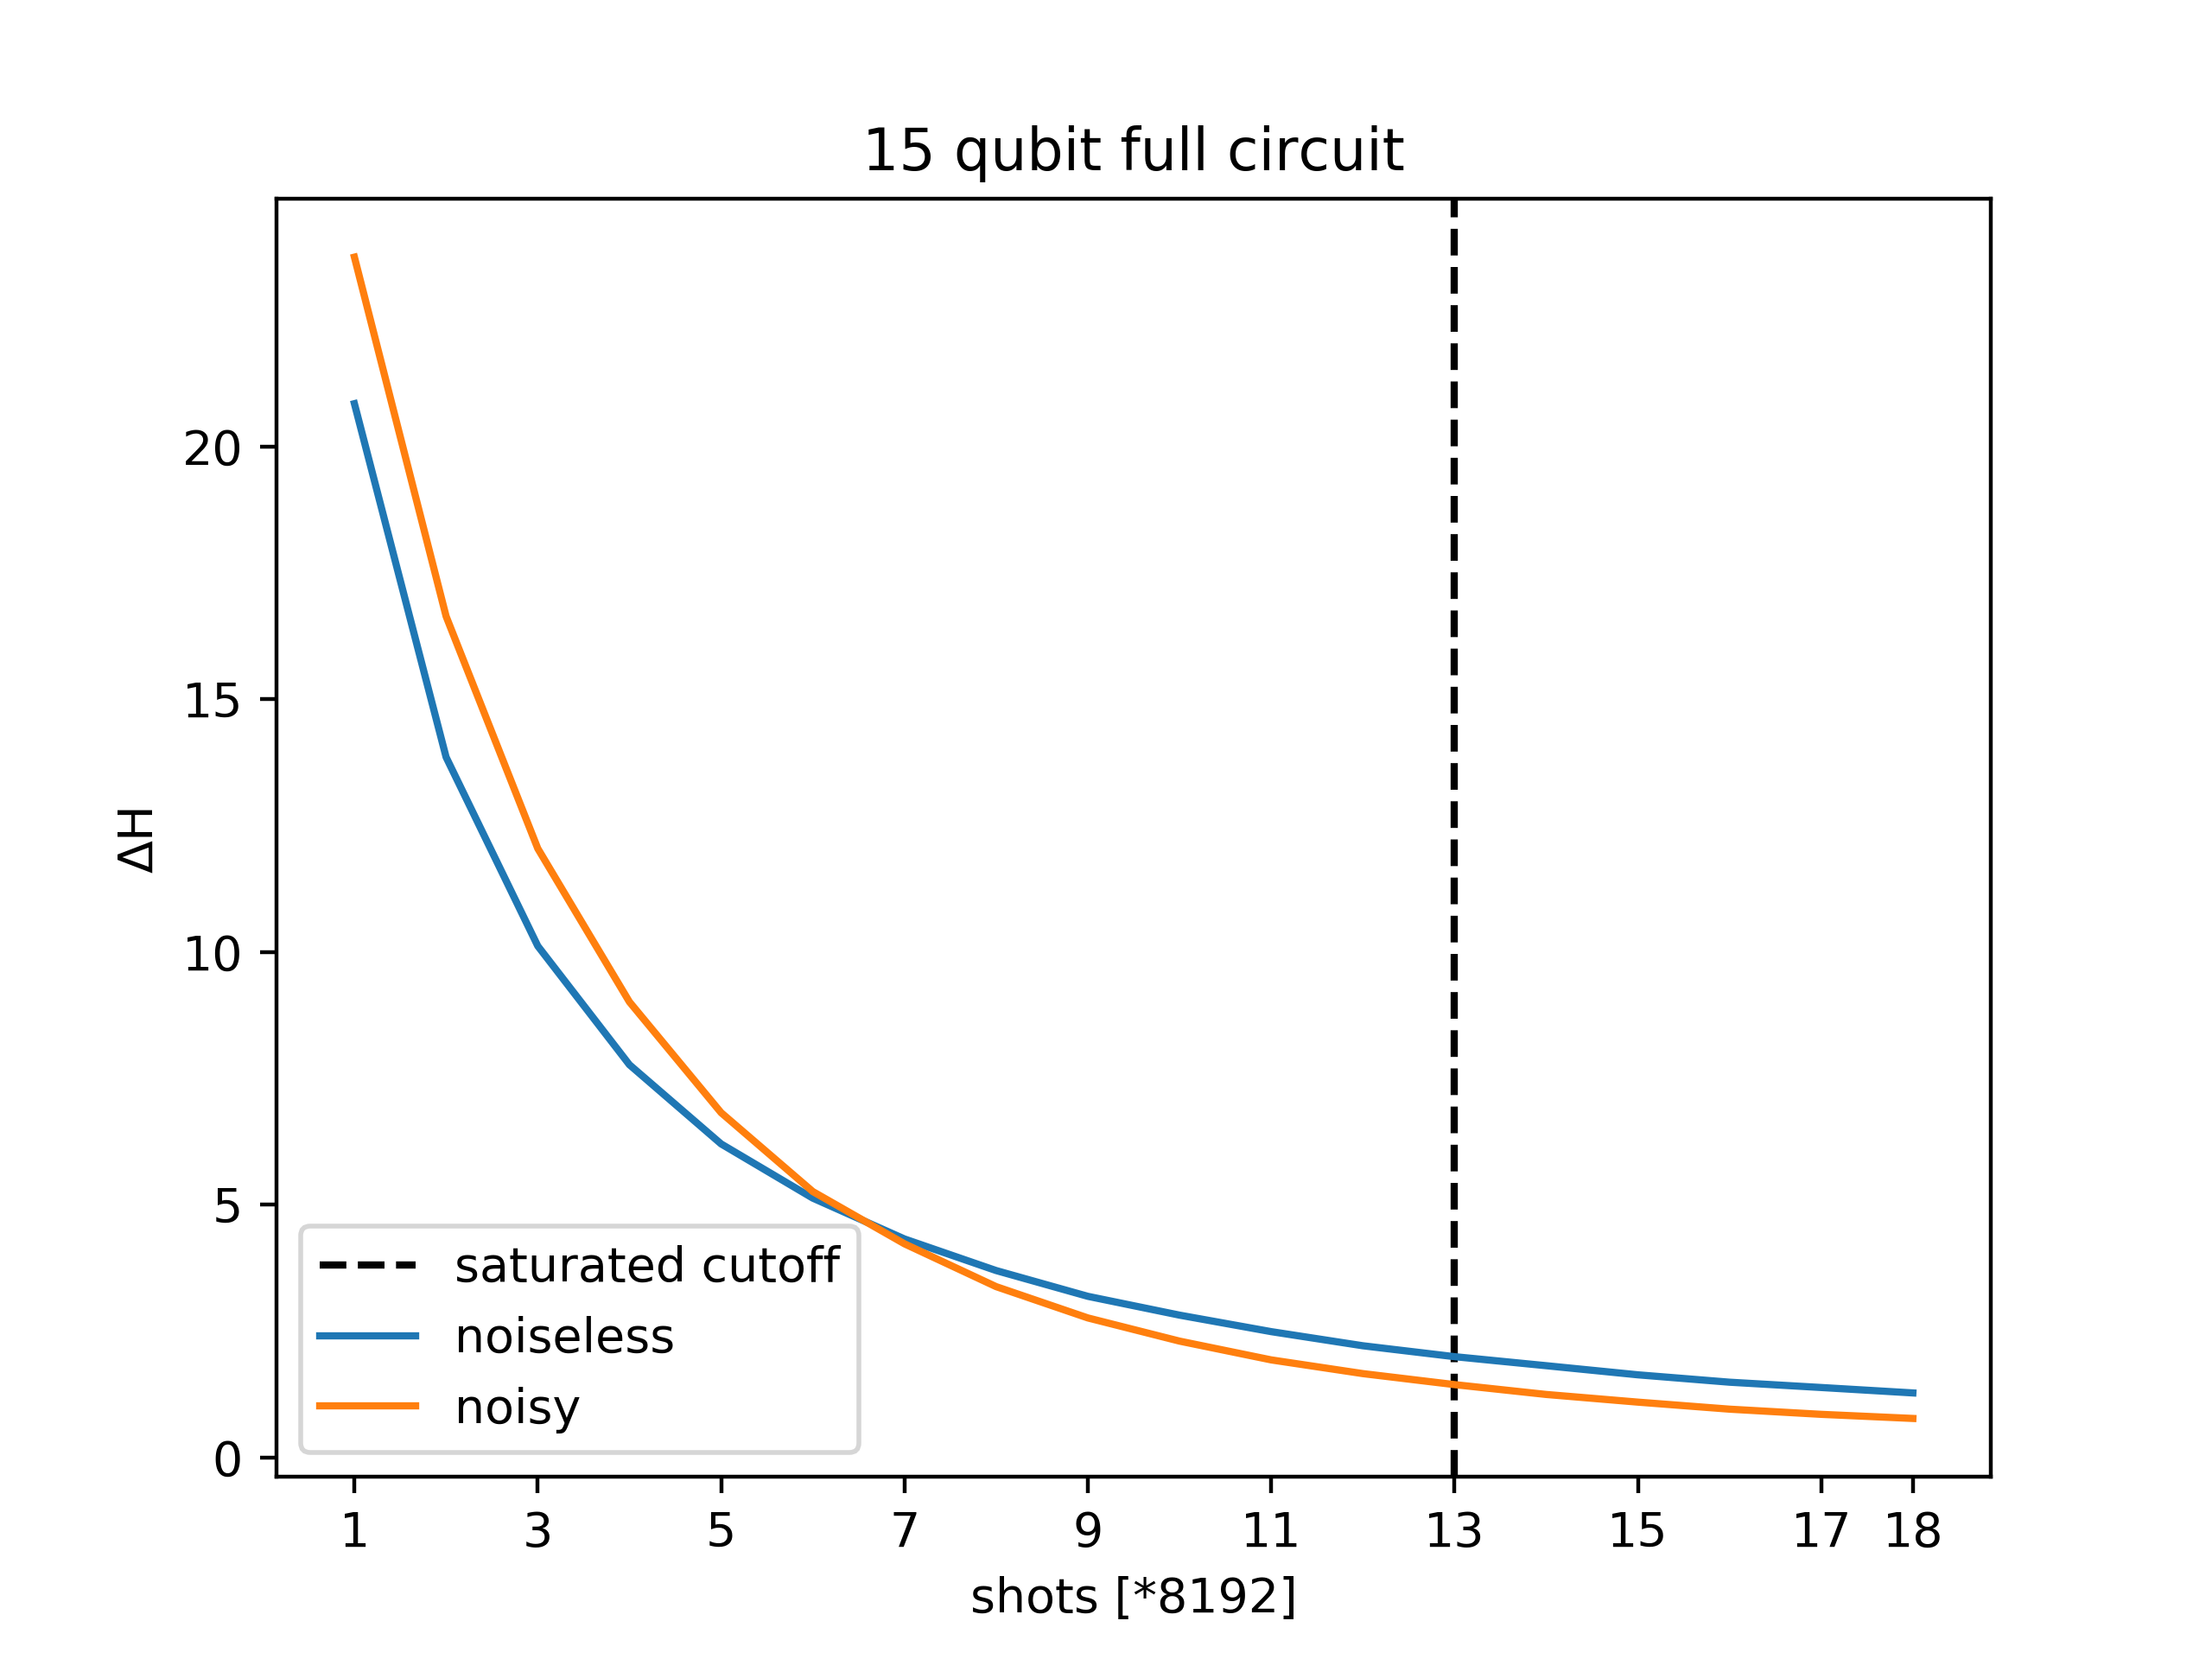 15 qubit full circuit
20
15
10
5
0
ΔH
saturated cutoff
noiseless
noisy
1 3 5 7 9 11 13 15 17 18
shots [*8192]